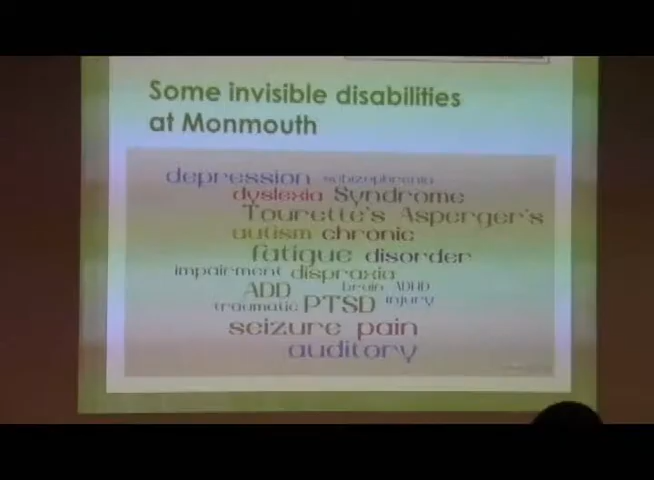 Some invisible disabilities
at Monmouth
depression schizophrenia
dyslexia Syndrome
Tourette's Asperger's
autism chronic
fatigue disorder
impairment dispraxia
ADD brain ADHD
traumatic PTSD injury
seizure pain
auditory